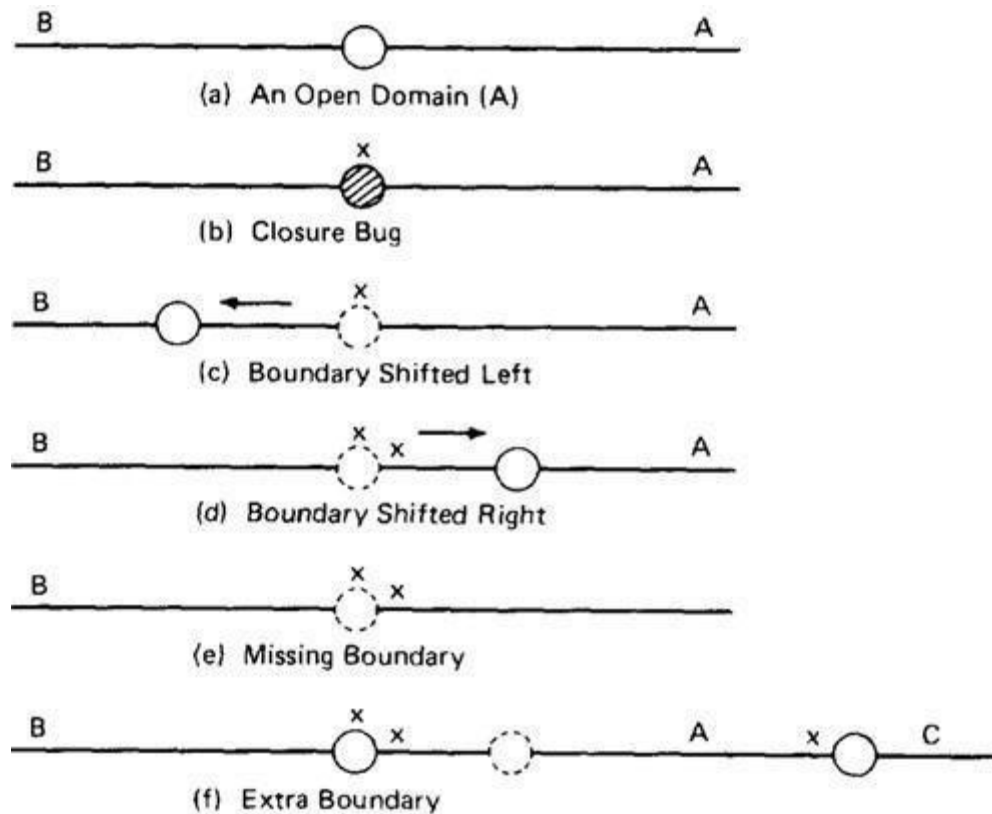 B A
(a) An Open Domain (A)
x
B A
(b) Closure Bug
x
B A
(c) Boundary Shifted Left
x x
B A
(d) Boundary Shifted Right
x x
B
(e) Missing Boundary
x x x
B A C
(f) Extra Boundary